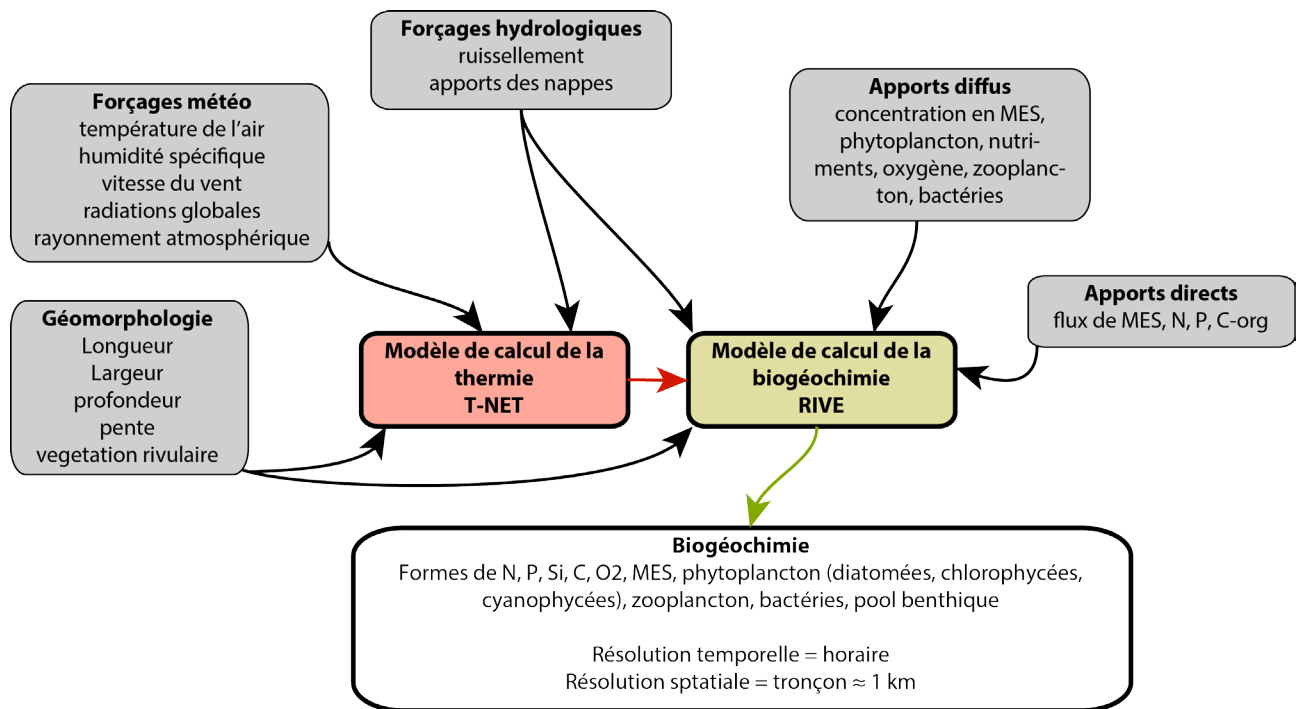 Forçages hydrologiques
ruissellement
apports des nappes
Forçages météo
température de l'air
humidité spécifique
vitesse du vent
radiations globales
rayonnement atmosphérique
Apports diffus
concentration en MES,
phytoplancton, nutri-
ments, oxygène, zooplanc-
ton, bactéries
Apports directs
flux de MES, N, P, C-org
Géomorphologie
Longueur
Largeur
profondeur
pente
vegetation rivulaire
Modèle de calcul de la
thermie
T-NET
Modèle de calcul de la
biogéochimie
RIVE
Biogéochimie
Formes de N, P, Si, C, O2, MES, phytoplancton (diatomées, chlorophycées,
cyanophycées), zooplancton, bactéries, pool benthique
Résolution temporelle = horaire
Résolution sptatiale = tronçon ≈ 1 km